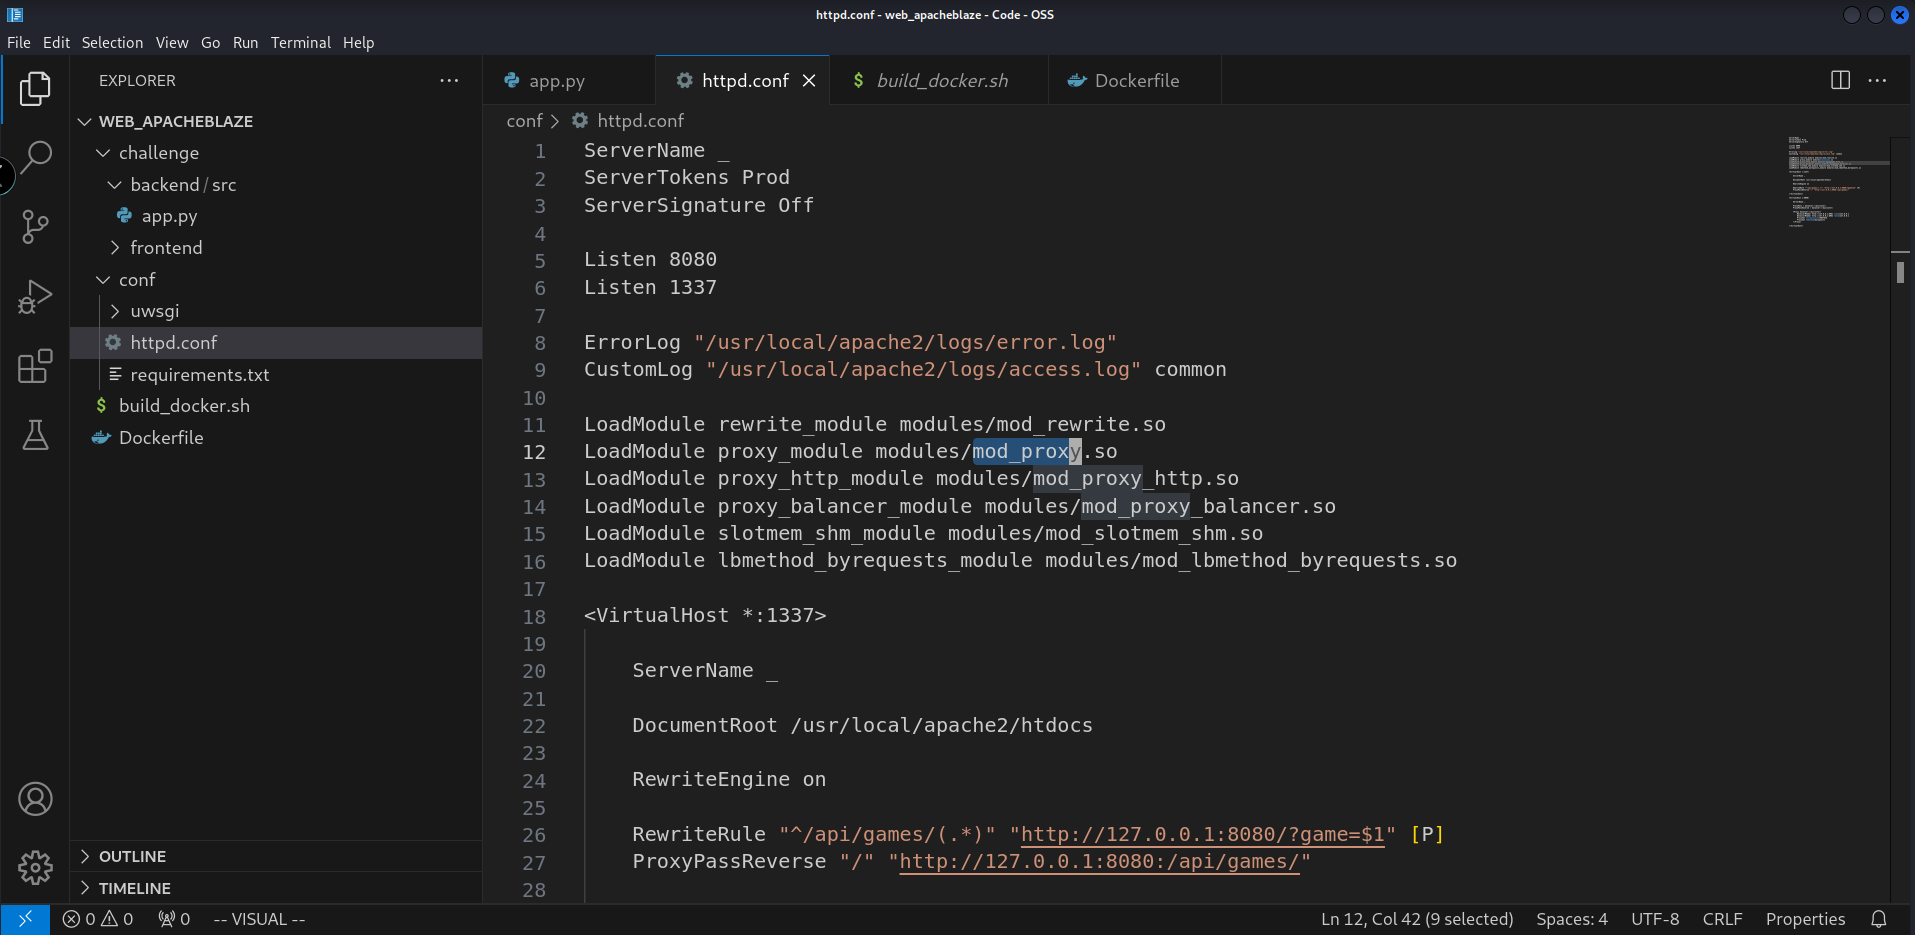 httpd.conf - web_apacheblaze - Code - OSS
File Edit Selection View Go Run Terminal Help
EXPLORER
WEB_APACHEBLAZE
challenge
backend / src
app.py
frontend
conf
uwsgi
httpd.conf
requirements.txt
build_docker.sh
Dockerfile
OUTLINE
TIMELINE
app.py httpd.conf build_docker.sh Dockerfile
conf > httpd.conf
1 ServerName _
2 ServerTokens Prod
3 ServerSignature Off
4
5 Listen 8080
6 Listen 1337
7
8 ErrorLog "/usr/local/apache2/logs/error.log"
9 CustomLog "/usr/local/apache2/logs/access.log" common
10
11 LoadModule rewrite_module modules/mod_rewrite.so
12 LoadModule proxy_module modules/mod_proxy.so
13 LoadModule proxy_http_module modules/mod_proxy_http.so
14 LoadModule proxy_balancer_module modules/mod_proxy_balancer.so
15 LoadModule slotmem_shm_module modules/mod_slotmem_shm.so
16 LoadModule lbmethod_byrequests_module modules/mod_lbmethod_byrequests.so
17
18 <VirtualHost *:1337>
19
20 ServerName _
21
22 DocumentRoot /usr/local/apache2/htdocs
23
24 RewriteEngine on
25
26 RewriteRule "^/api/games/(.*)" "http://127.0.0.1:8080/?game=$1" [P]
27 ProxyPassReverse "/" "http://127.0.0.1:8080:/api/games/"
28
0 0 0 -- VISUAL -- Ln 12, Col 42 (9 selected) Spaces: 4 UTF-8 CRLF Properties